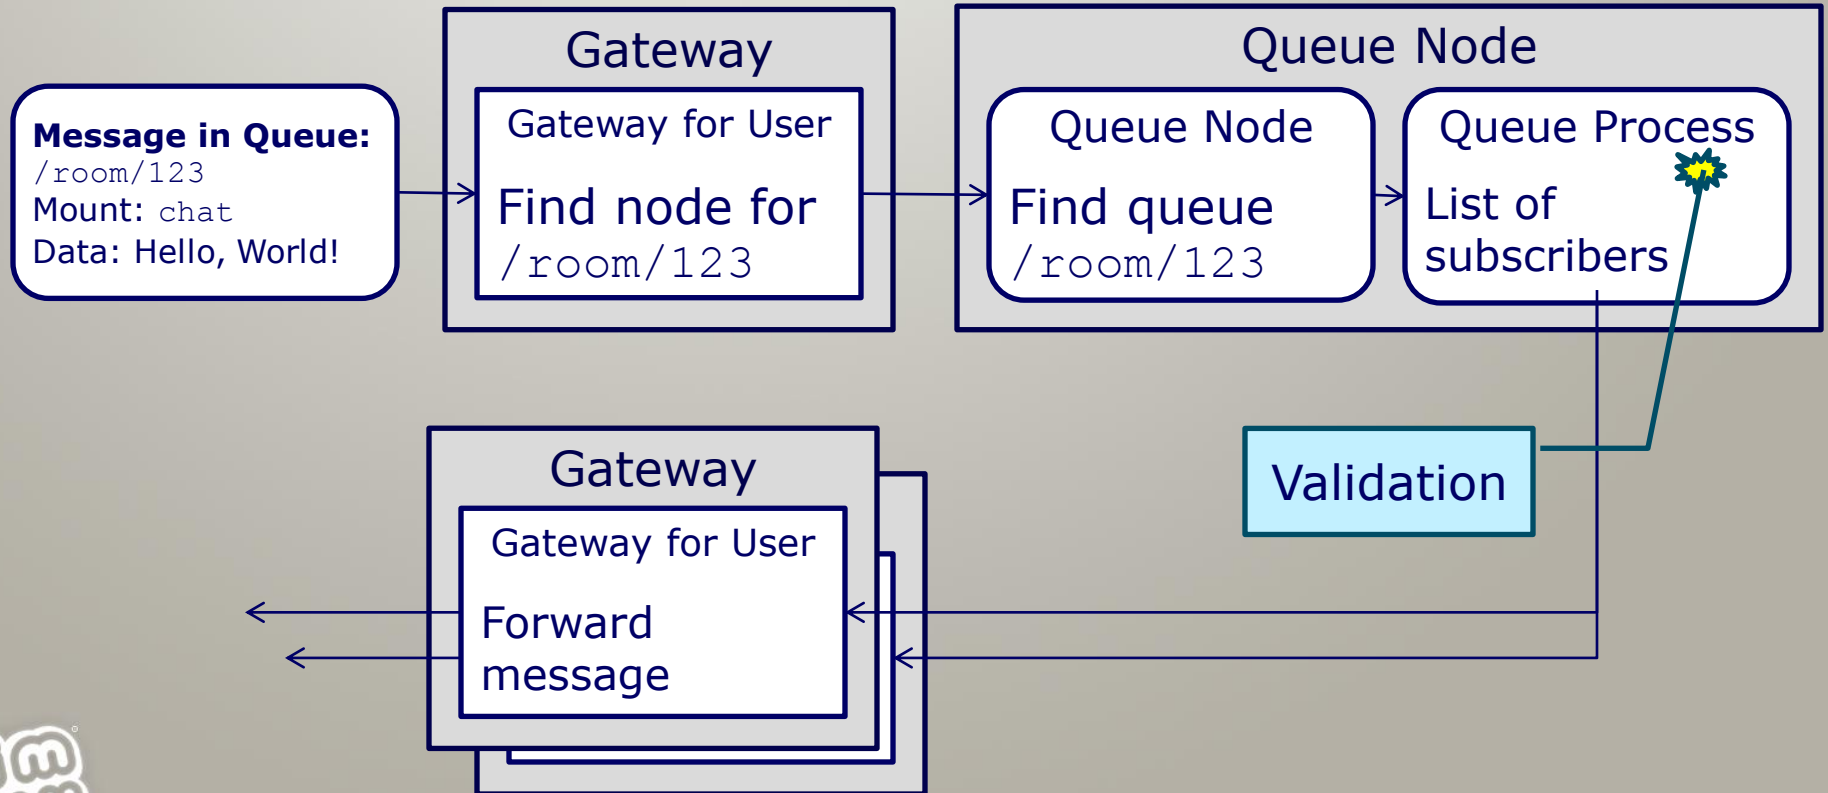 Message in Queue:
/room/123
Mount: chat
Data: Hello, World!
Gateway
Gateway for User
Find node for
/room/123
Queue Node
Queue Node
Find queue
/room/123
Queue Process
List of
subscribers
Validation
Gateway
Gateway for User
Forward
message